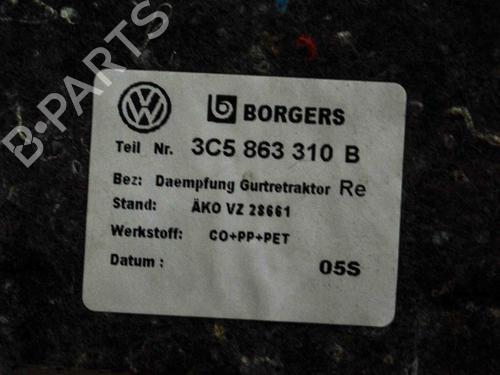 B-PARTS
VW BORGERS
Teil Nr. 3C5 863 310 B
Bez: Daempfung Gurtretraktor Re
Stand: ÄKO VZ 28661
Werkstoff: CO+PP+PET
Datum : 05S